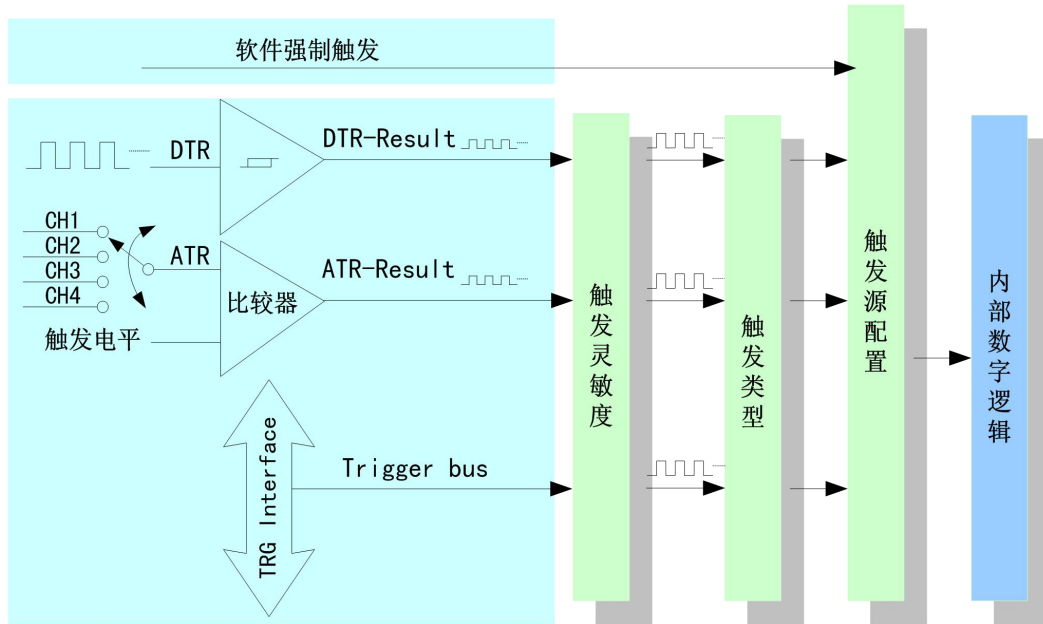 软件强制触发
DTR
DTR-Result
CH1
CH2
CH3
CH4
ATR
ATR-Result
比较器
触发电平
TRG Interface
Trigger bus
触发灵敏度
触发类型
触发源配置
内部数字逻辑